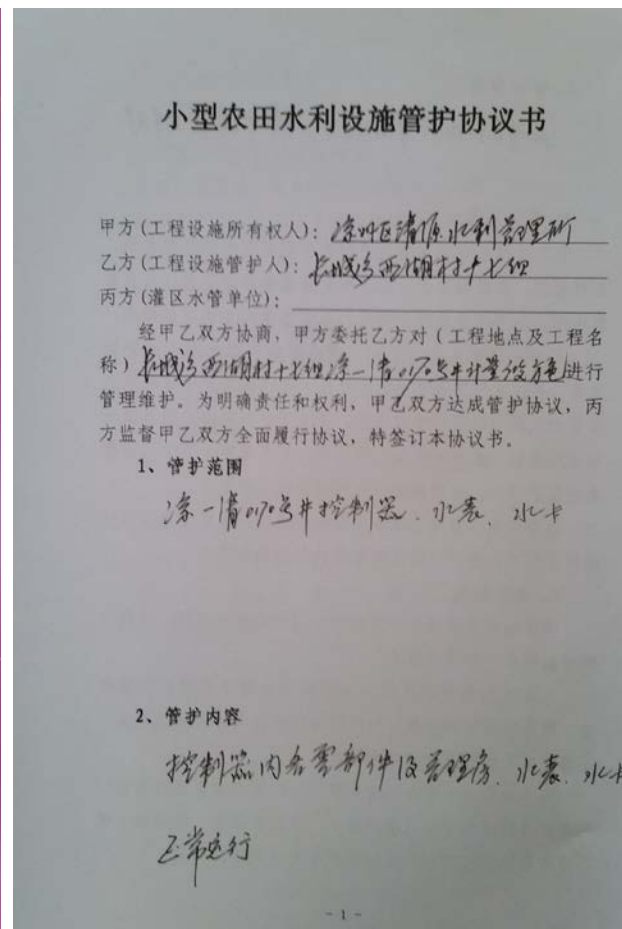 小型农田水利设施管护协议书
甲方(工程设施所有权人)：凉州区清源水利管理所
乙方(工程设施管护人)：长城乡西湖村十七组
丙方(灌区水管单位)：
经甲乙双方协商，甲方委托乙方对（工程地点及工程名
称）长城乡西湖村十七组凉一清0170号井计量设施进行
管理维护。为明确责任和权利，甲乙双方达成管护协议，丙
方监督甲乙双方全面履行协议，特签订本协议书。
1、管护范围
凉一清0170号井控制器、水表、水卡
2、管护内容
控制器内各零部件及管理房、水表、水卡
正常运行
- 1 -